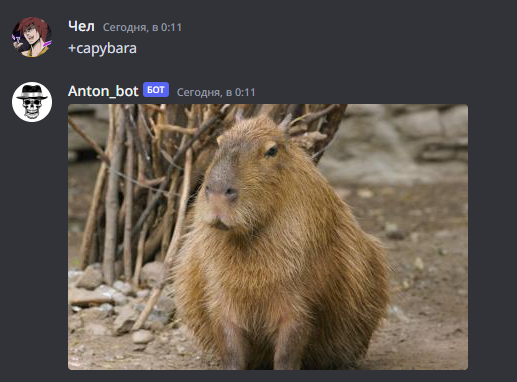 Чел Сегодня, в 0:11
+capybara
Anton_bot БОТ Сегодня, в 0:11